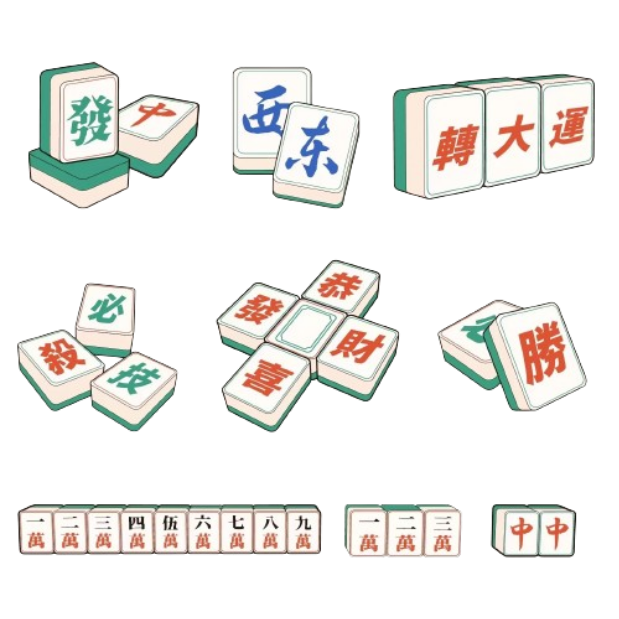 發 中
西 东
轉 大 運
必
殺 技
恭
發 財
喜
勝
一 二 三 四 伍 六 七 八 九
萬 萬 萬 萬 萬 萬 萬 萬 萬
一 二 三
萬 萬 萬
中 中